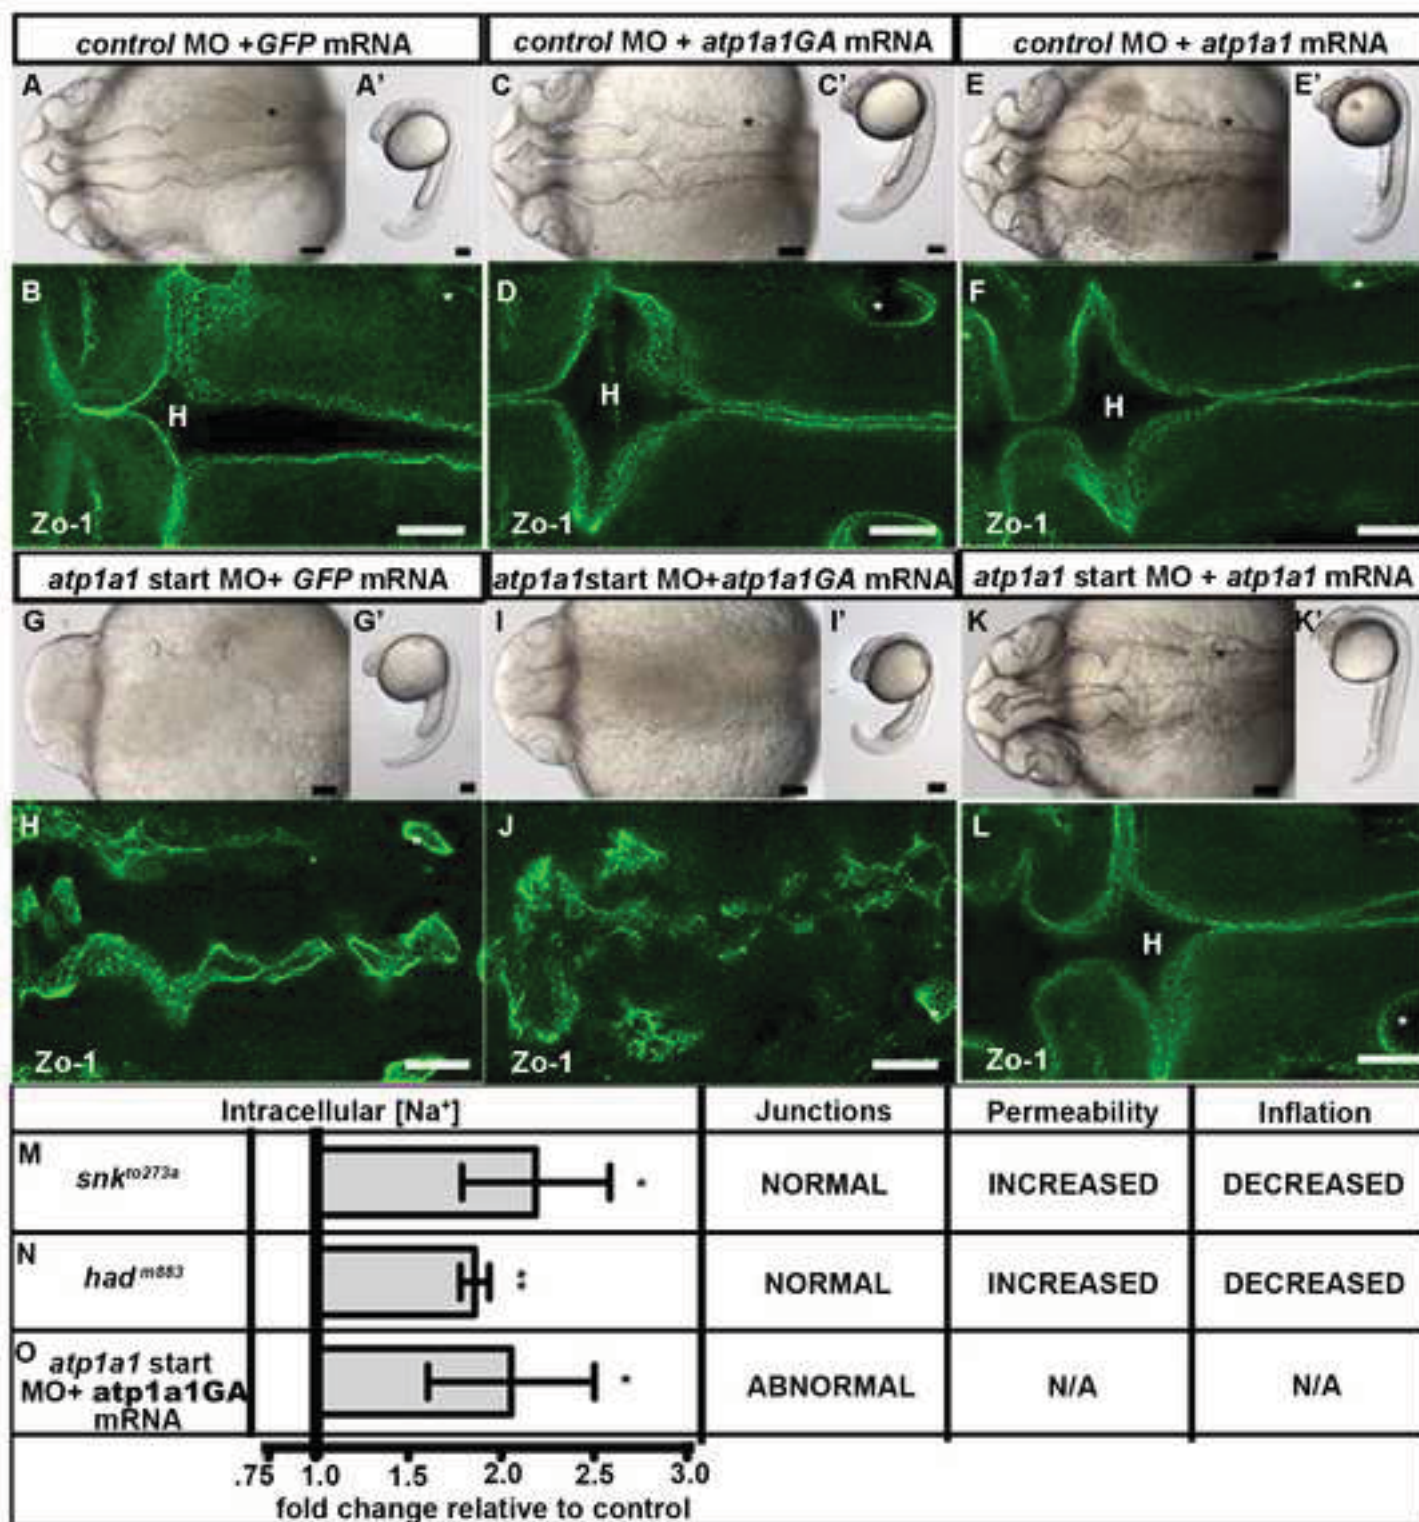 control MO +GFP mRNA
control MO + atp1a1GA mRNA
control MO + atp1a1 mRNA
A
A'
C
C'
E
E'
*
*
*
B
D
F
*
*
*
H
H
H
Zo-1
Zo-1
Zo-1
atp1a1 start MO+ GFP mRNA
atp1a1start MO+atp1a1GA mRNA
atp1a1 start MO + atp1a1 mRNA
G
G'
I
I'
K
K'
*
H
J
L
*
*
*
H
Zo-1
Zo-1
Zo-1
Intracellular [Na⁺]
Junctions
Permeability
Inflation
M
snkᵗᵒ²⁷³ᵃ
*
NORMAL
INCREASED
DECREASED
N
hadᵐ⁸⁸³
**
NORMAL
INCREASED
DECREASED
O
atp1a1 start
MO+ atp1a1GA
mRNA
*
ABNORMAL
N/A
N/A
.75 1.0 1.5 2.0 2.5 3.0
fold change relative to control